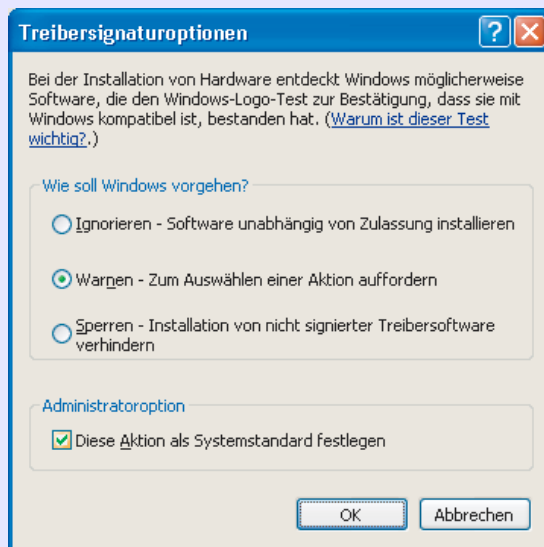 Treibersignaturoptionen
Bei der Installation von Hardware entdeckt Windows möglicherweise
Software, die den Windows-Logo-Test zur Bestätigung, dass sie mit
Windows kompatibel ist, bestanden hat. (Warum ist dieser Test
wichtig?.)
Wie soll Windows vorgehen?
Ignorieren - Software unabhängig von Zulassung installieren
Warnen - Zum Auswählen einer Aktion auffordern
Sperren - Installation von nicht signierter Treibersoftware
verhindern
Administratoroption
Diese Aktion als Systemstandard festlegen
OK Abbrechen